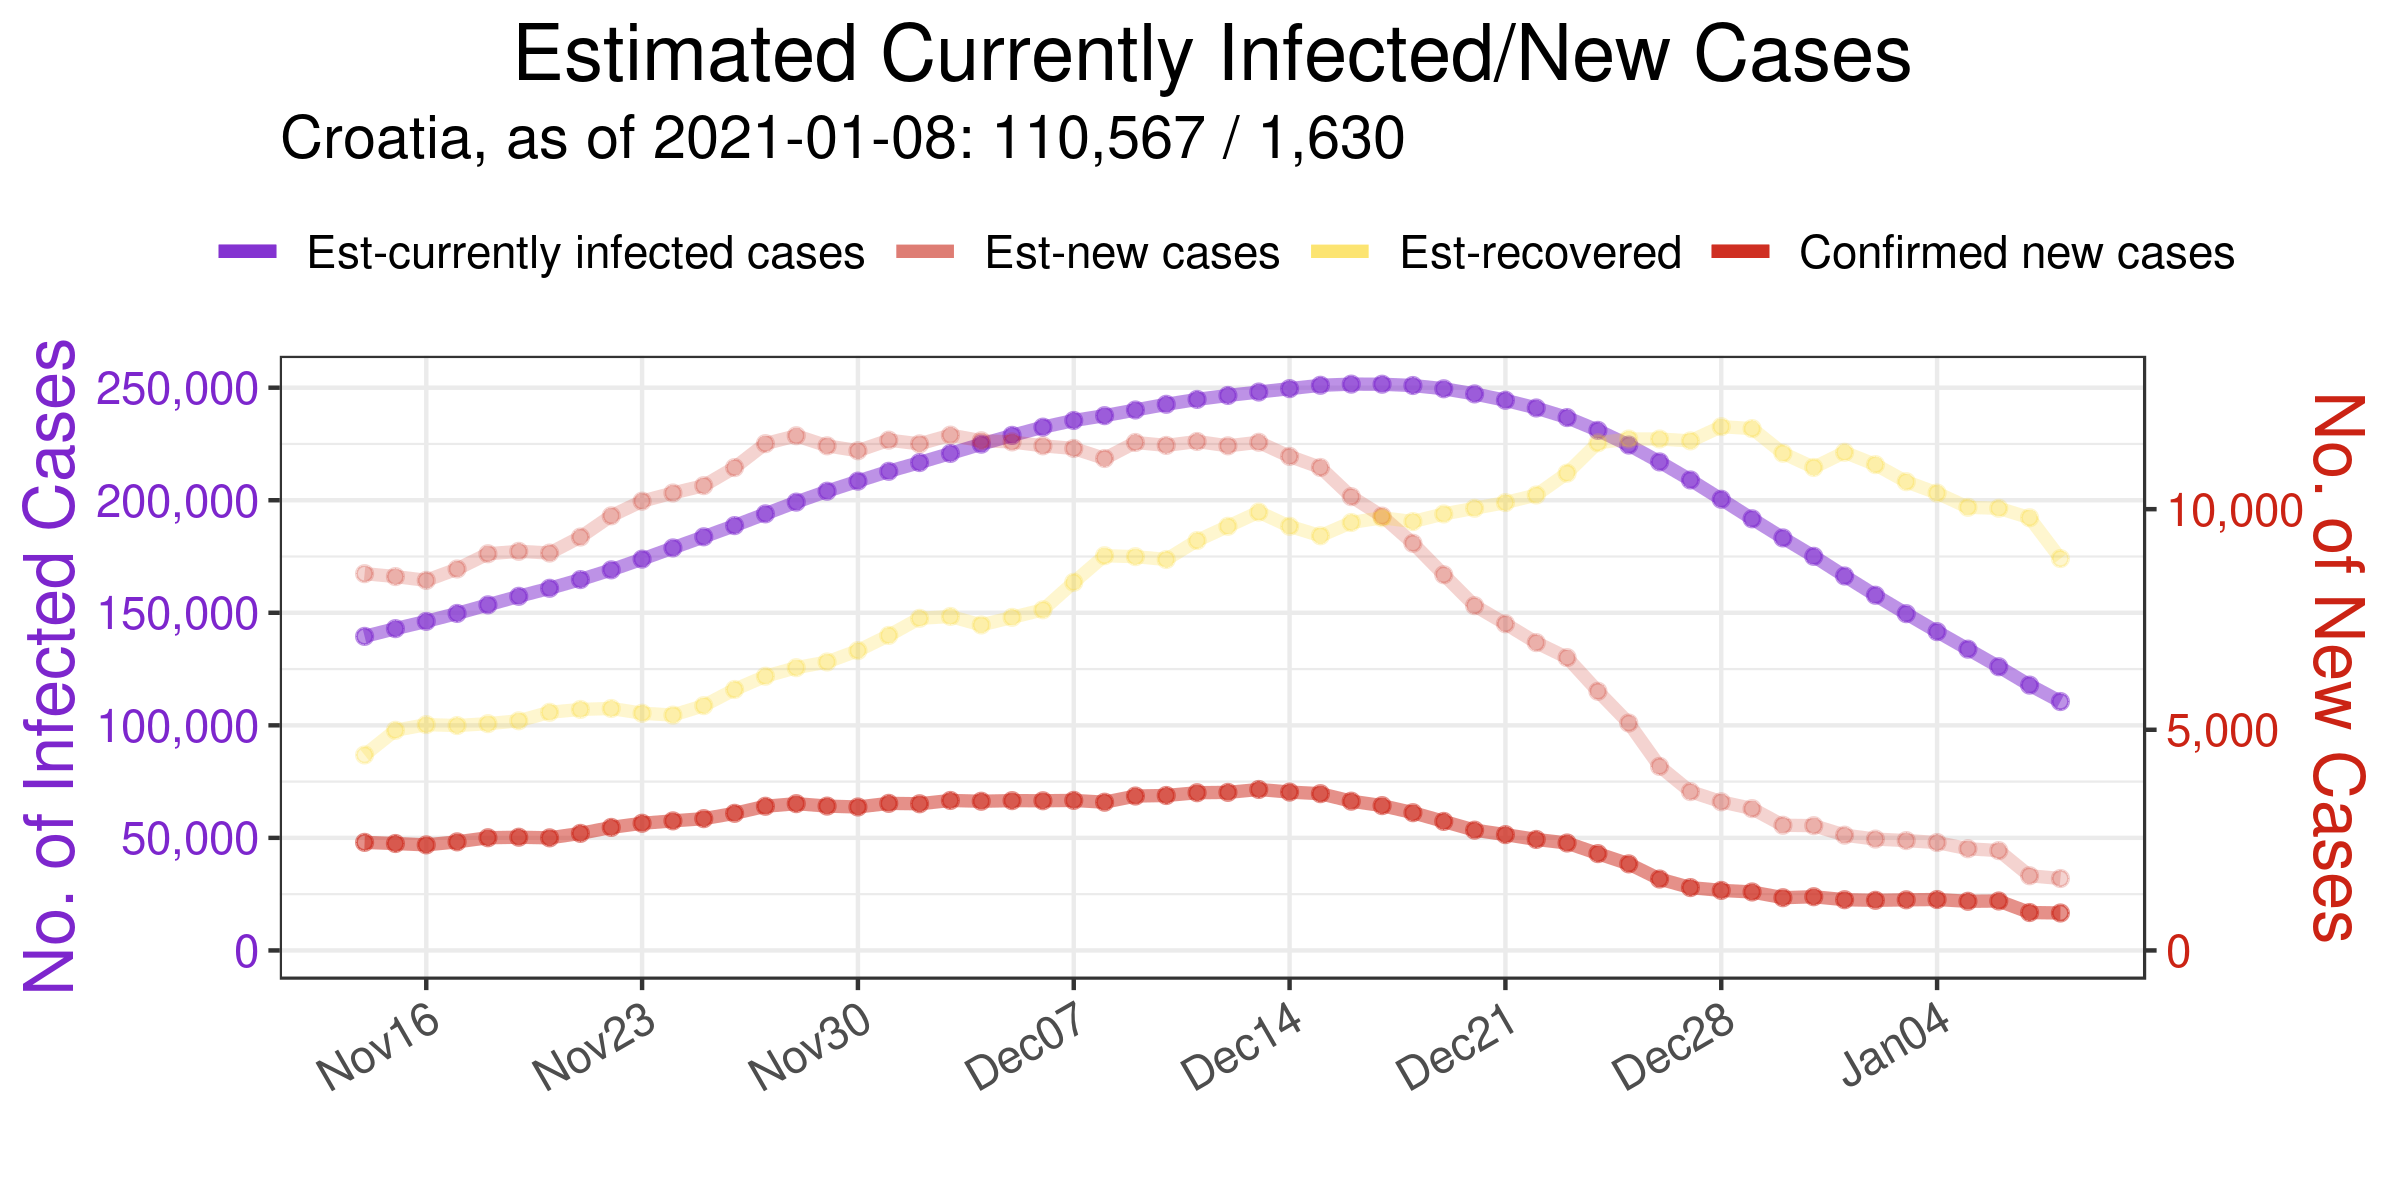 Estimated Currently Infected/New Cases
Croatia, as of 2021-01-08: 110,567 / 1,630
Est-currently infected cases Est-new cases Est-recovered Confirmed new cases
No. of Infected Cases
250,000
200,000
150,000
100,000
50,000
0
10,000
5,000
0
No. of New Cases
Nov16 Nov23 Nov30 Dec07 Dec14 Dec21 Dec28 Jan04